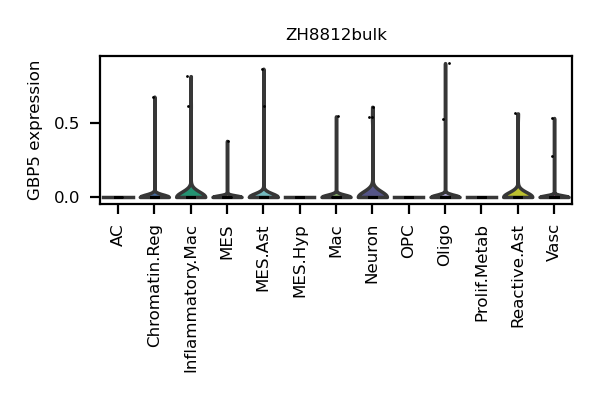 ZH8812bulk
GBP5 expression
0.5
0.0
AC
Chromatin.Reg
Inflammatory.Mac
MES
MES.Ast
MES.Hyp
Mac
Neuron
OPC
Oligo
Prolif.Metab
Reactive.Ast
Vasc